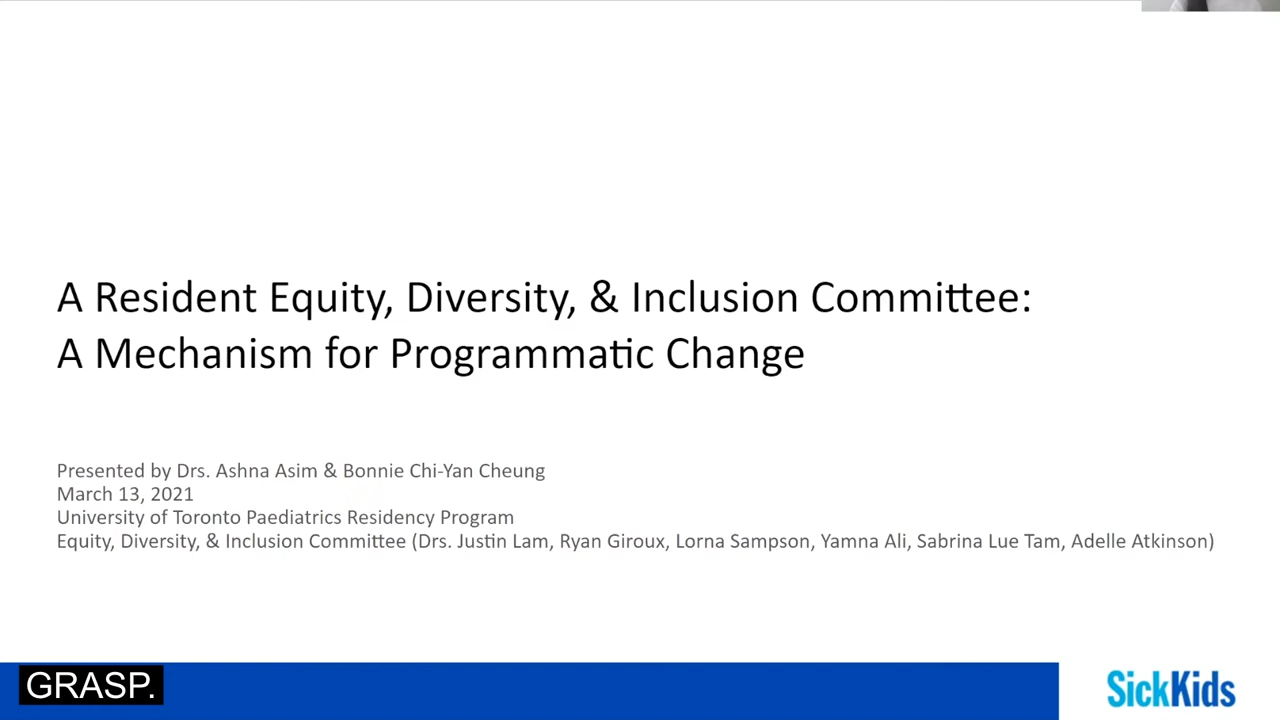 A Resident Equity, Diversity, & Inclusion Committee:
A Mechanism for Programmatic Change
Presented by Drs. Ashna Asim & Bonnie Chi-Yan Cheung
March 13, 2021
University of Toronto Paediatrics Residency Program
Equity, Diversity, & Inclusion Committee (Drs. Justin Lam, Ryan Giroux, Lorna Sampson, Yamna Ali, Sabrina Lue Tam, Adelle Atkinson)
GRASP.
SickKids